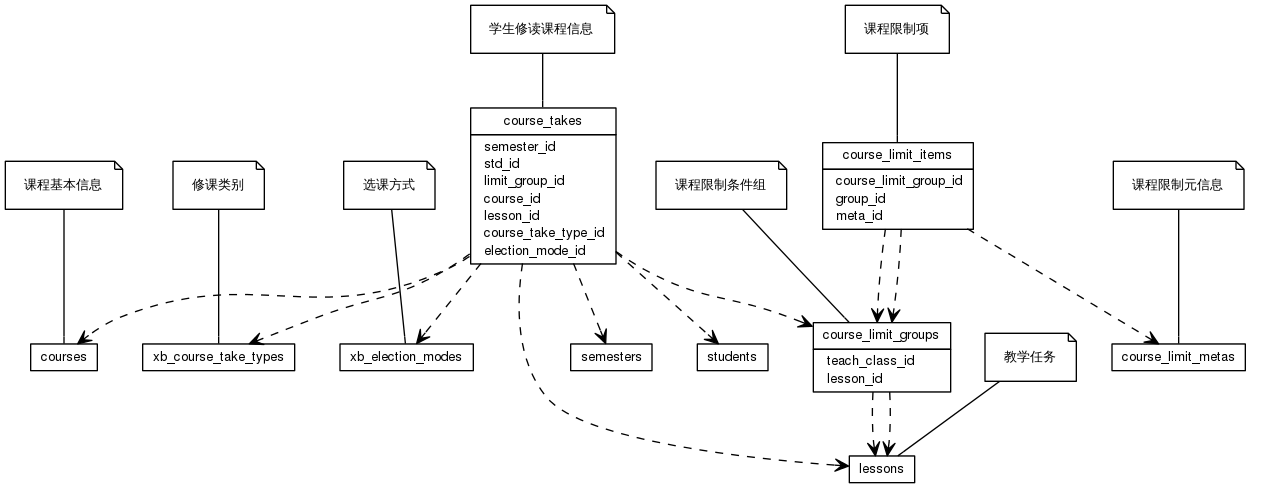 学生修读课程信息
课程限制项
course_takes
semester_id
std_id
limit_group_id
course_id
lesson_id
course_take_type_id
election_mode_id
course_limit_items
course_limit_group_id
group_id
meta_id
课程基本信息
修课类别
选课方式
课程限制条件组
课程限制元信息
courses
xb_course_take_types
xb_election_modes
semesters
students
course_limit_groups
teach_class_id
lesson_id
教学任务
course_limit_metas
lessons